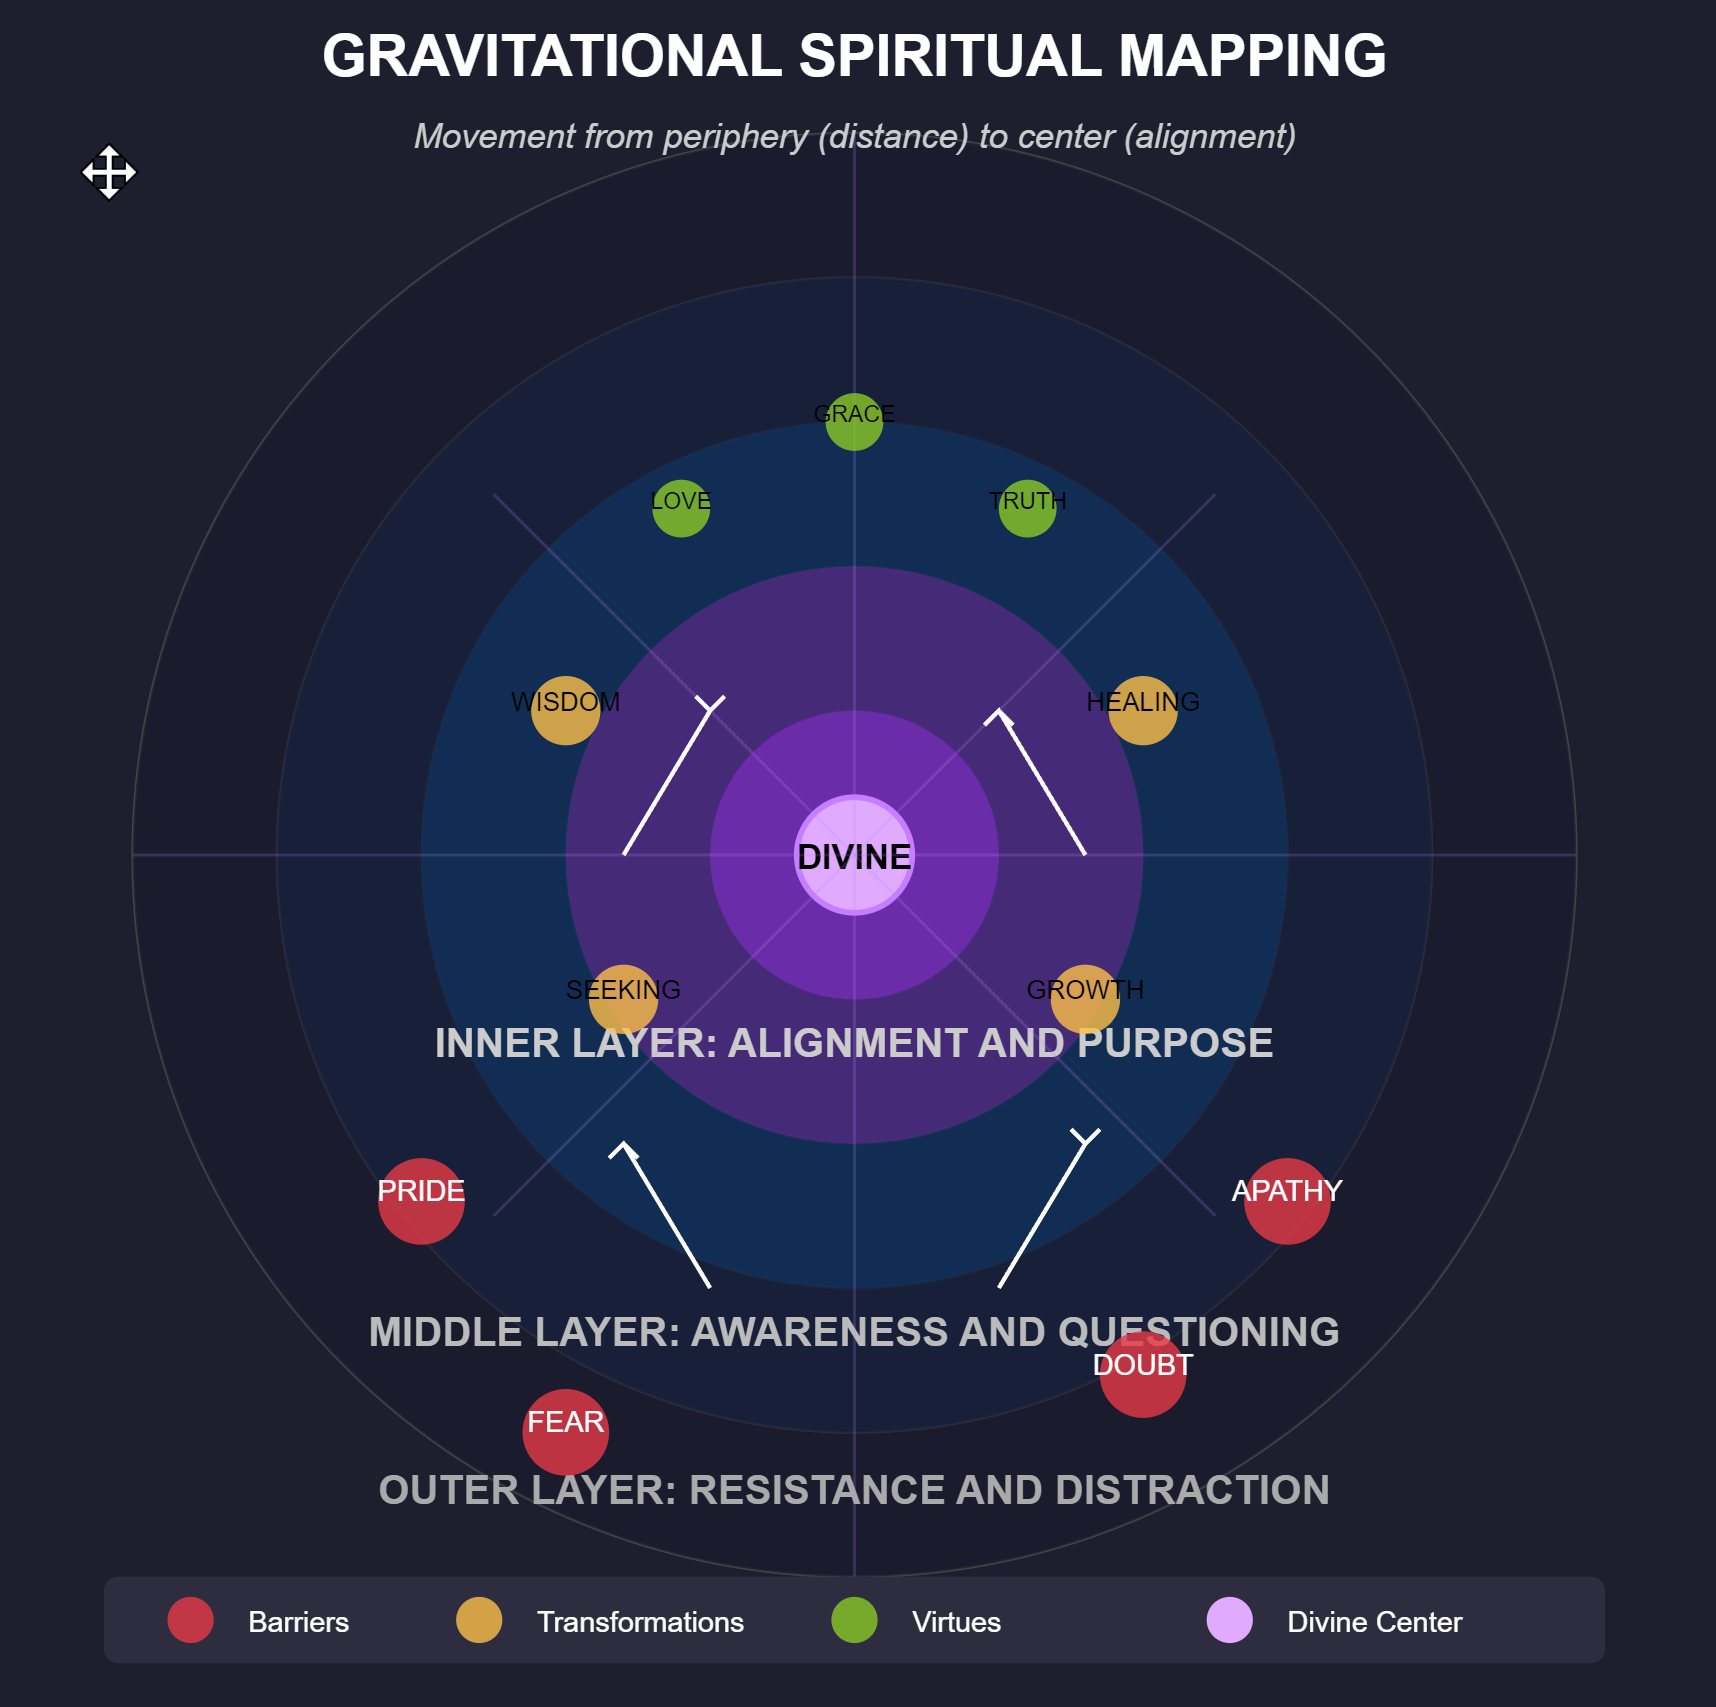 GRAVITATIONAL SPIRITUAL MAPPING
Movement from periphery (distance) to center (alignment)
GRACE
LOVE
TRUTH
WISDOM
HEALING
DIVINE
SEEKING
GROWTH
INNER LAYER: ALIGNMENT AND PURPOSE
PRIDE
APATHY
MIDDLE LAYER: AWARENESS AND QUESTIONING
DOUBT
FEAR
OUTER LAYER: RESISTANCE AND DISTRACTION
Barriers
Transformations
Virtues
Divine Center